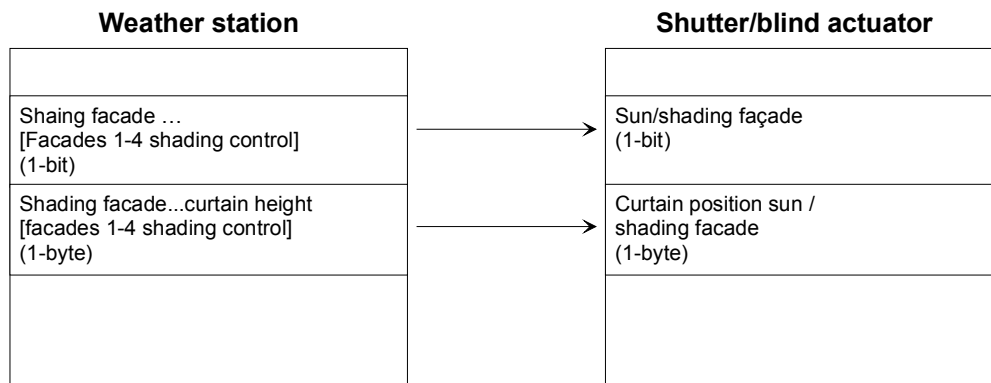 Weather station
Shutter/blind actuator
Shaing facade …
[Facades 1-4 shading control]
(1-bit)
Sun/shading façade
(1-bit)
Shading facade...curtain height
[facades 1-4 shading control]
(1-byte)
Curtain position sun /
shading facade
(1-byte)